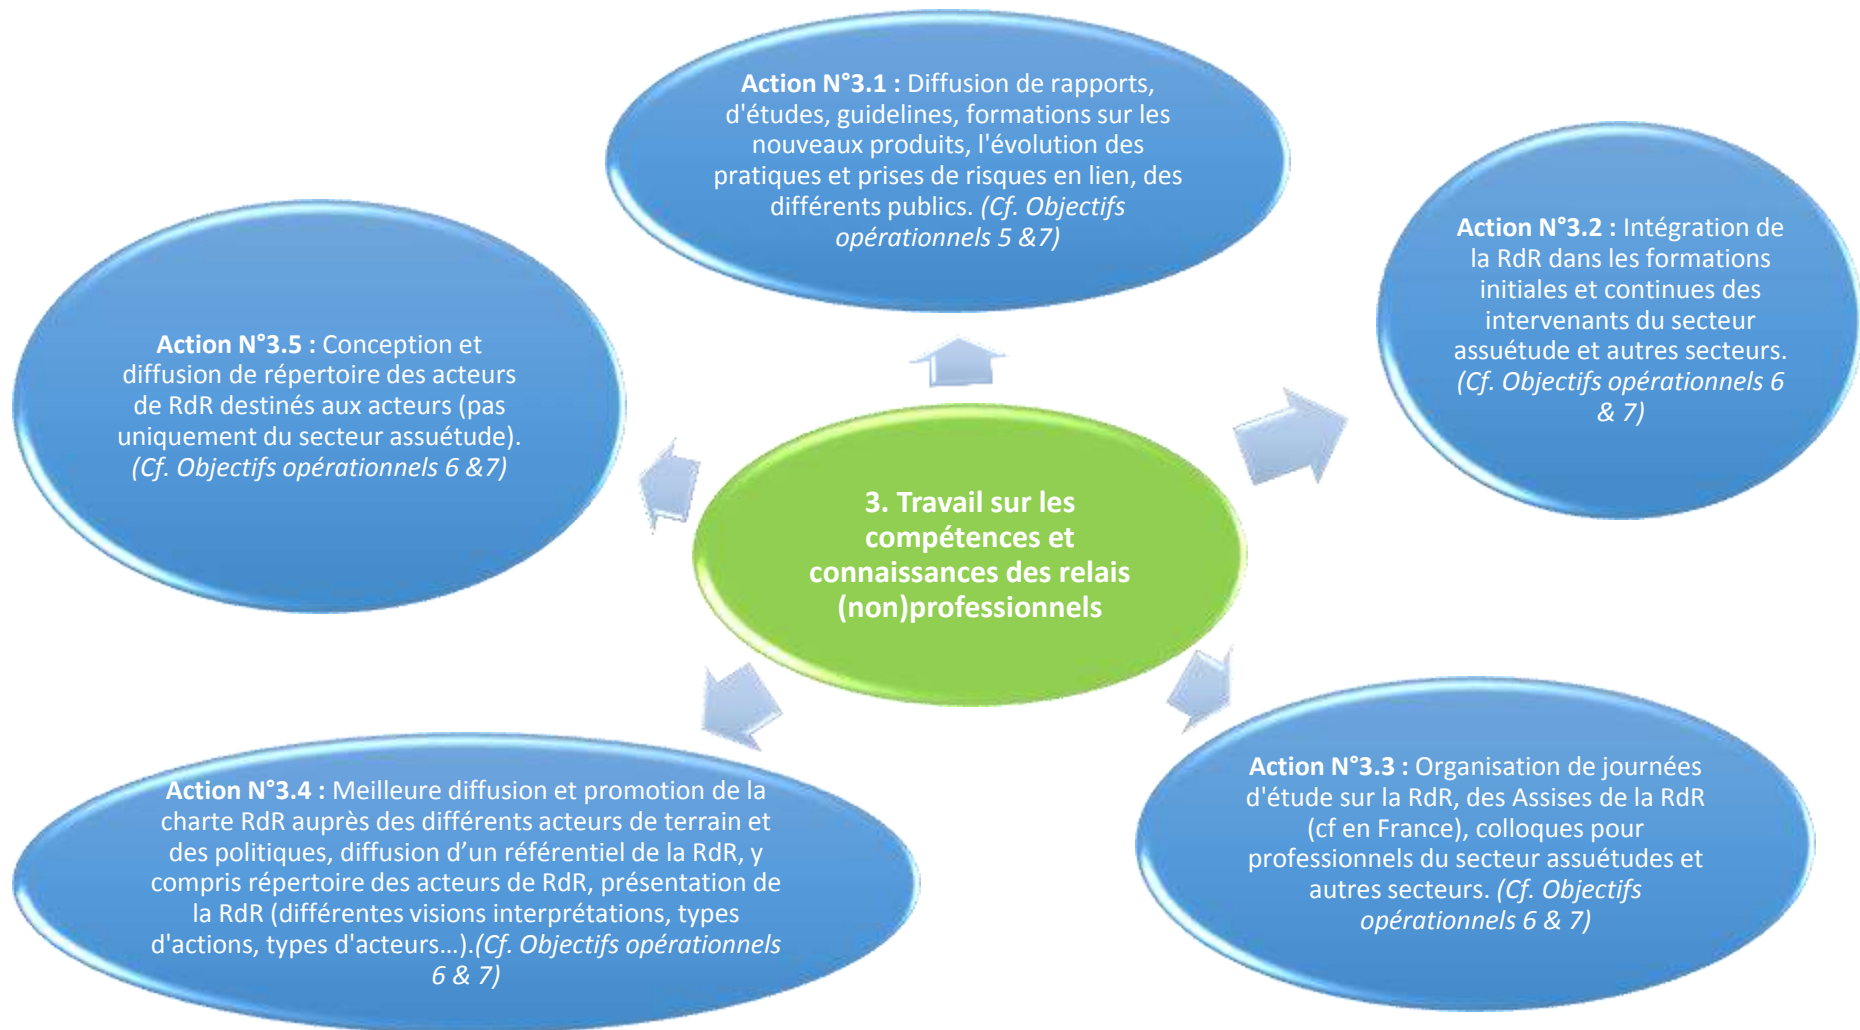 Action N°3.1 : Diffusion de rapports,
d'études, guidelines, formations sur les
nouveaux produits, l'évolution des
pratiques et prises de risques en lien, des
différents publics. (Cf. Objectifs
opérationnels 5 &7)
Action N°3.2 : Intégration de
la RdR dans les formations
initiales et continues des
intervenants du secteur
assuétude et autres secteurs.
(Cf. Objectifs opérationnels 6
& 7)
Action N°3.5 : Conception et
diffusion de répertoire des acteurs
de RdR destinés aux acteurs (pas
uniquement du secteur assuétude).
(Cf. Objectifs opérationnels 6 &7)
3. Travail sur les
compétences et
connaissances des relais
(non)professionnels
Action N°3.4 : Meilleure diffusion et promotion de la
charte RdR auprès des différents acteurs de terrain et
des politiques, diffusion d’un référentiel de la RdR, y
compris répertoire des acteurs de RdR, présentation de
la RdR (différentes visions interprétations, types
d'actions, types d'acteurs…).(Cf. Objectifs opérationnels
6 & 7)
Action N°3.3 : Organisation de journées
d'étude sur la RdR, des Assises de la RdR
(cf en France), colloques pour
professionnels du secteur assuétudes et
autres secteurs. (Cf. Objectifs
opérationnels 6 & 7)